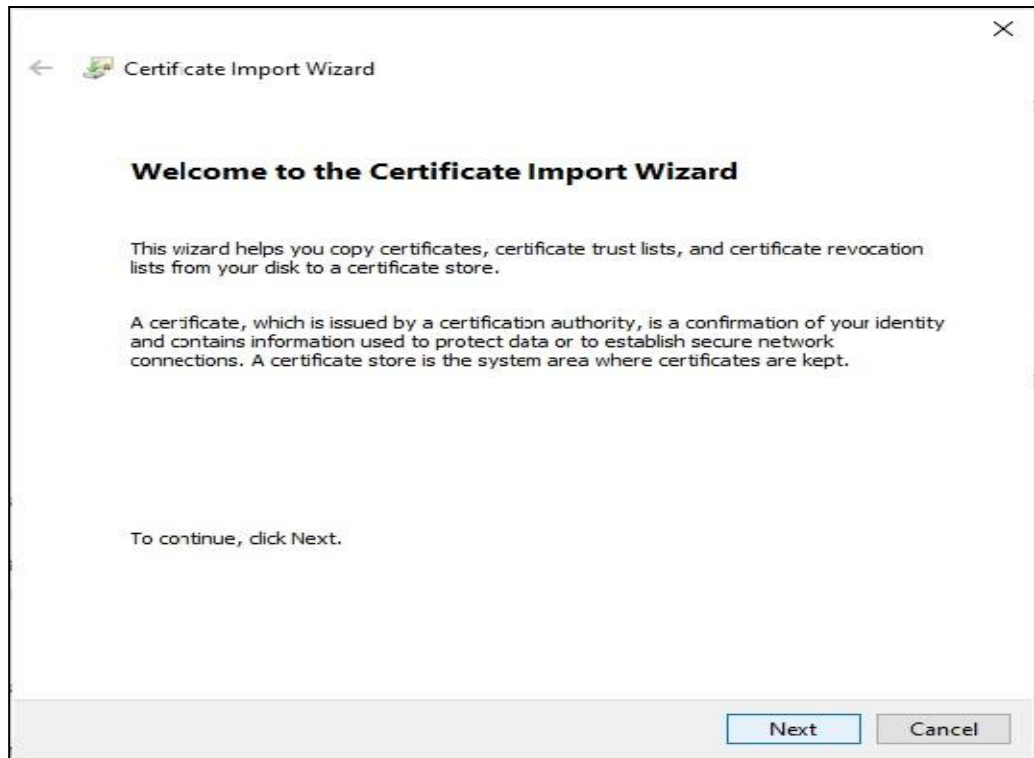 Certificate Import Wizard
Welcome to the Certificate Import Wizard
This wizard helps you copy certificates, certificate trust lists, and certificate revocation
lists from your disk to a certificate store.
A certificate, which is issued by a certification authority, is a confirmation of your identity
and contains information used to protect data or to establish secure network
connections. A certificate store is the system area where certificates are kept.
To continue, click Next.
Next
Cancel